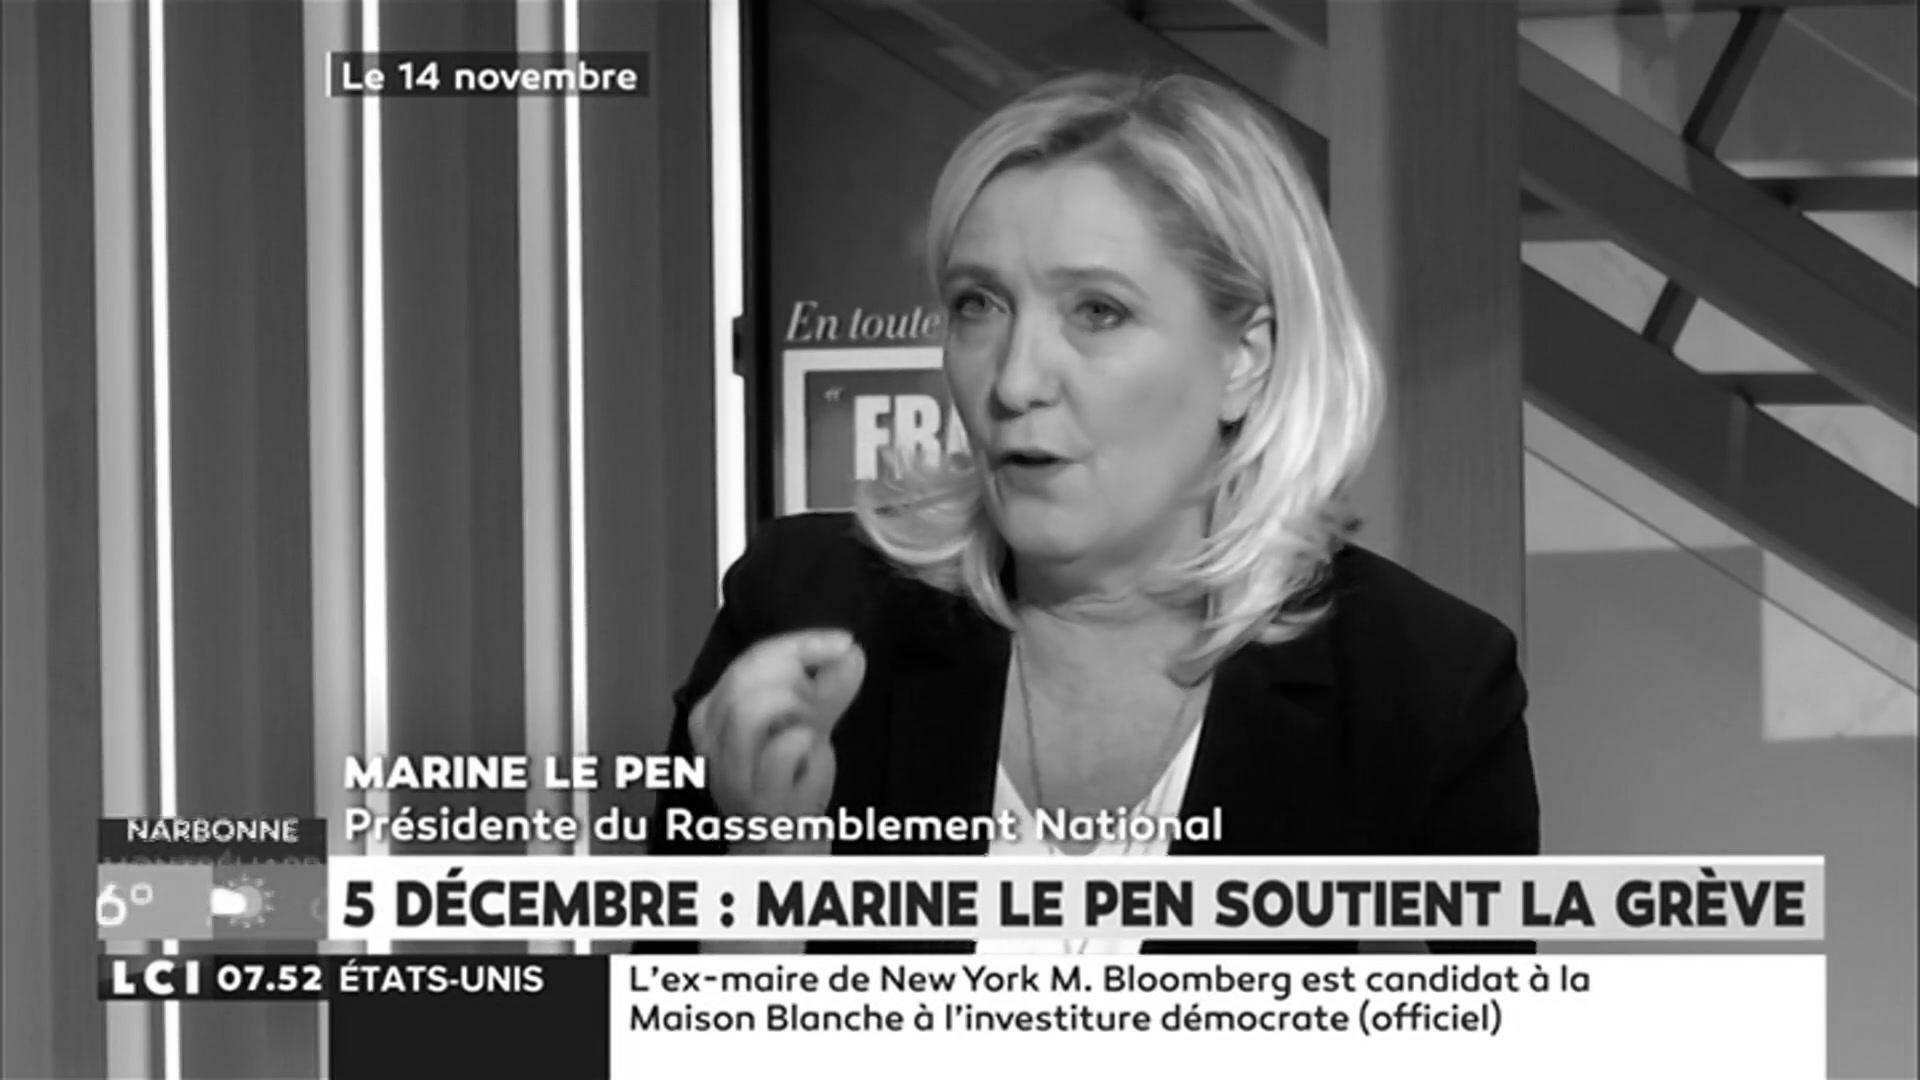 Le 14 novembre
En toute
« FRA
MARINE LE PEN
Présidente du Rassemblement National
NARBONNE
6°
5 DÉCEMBRE : MARINE LE PEN SOUTIENT LA GRÈVE
LCI 07.52 ÉTATS-UNIS
L'ex-maire de New York M. Bloomberg est candidat à la
Maison Blanche à l'investiture démocrate (officiel)